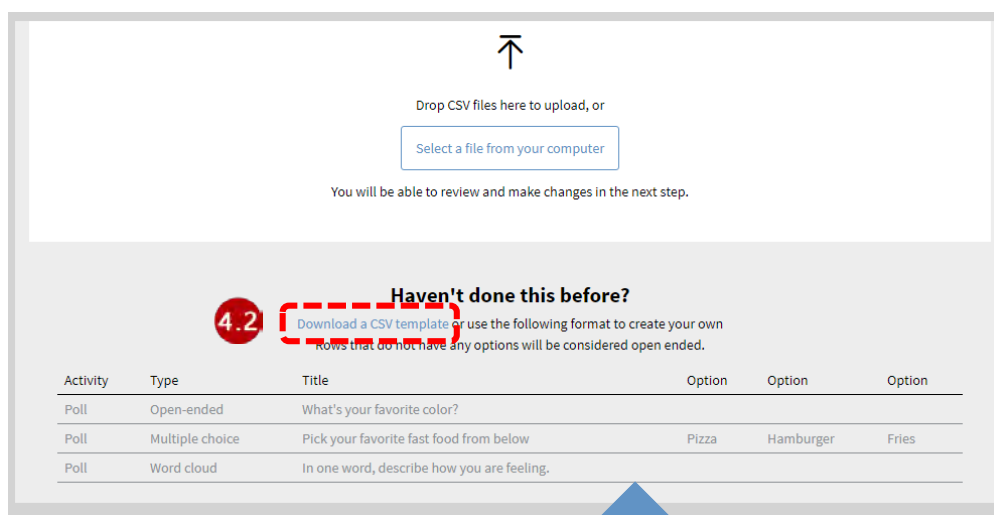 Drop CSV files here to upload, or
Select a file from your computer
You will be able to review and make changes in the next step.
Haven't done this before?
4.2
Download a CSV template or use the following format to create your own
Rows that do not have any options will be considered open ended.
Activity Type Title Option Option Option
Poll Open-ended What's your favorite color?
Poll Multiple choice Pick your favorite fast food from below Pizza Hamburger Fries
Poll Word cloud In one word, describe how you are feeling.